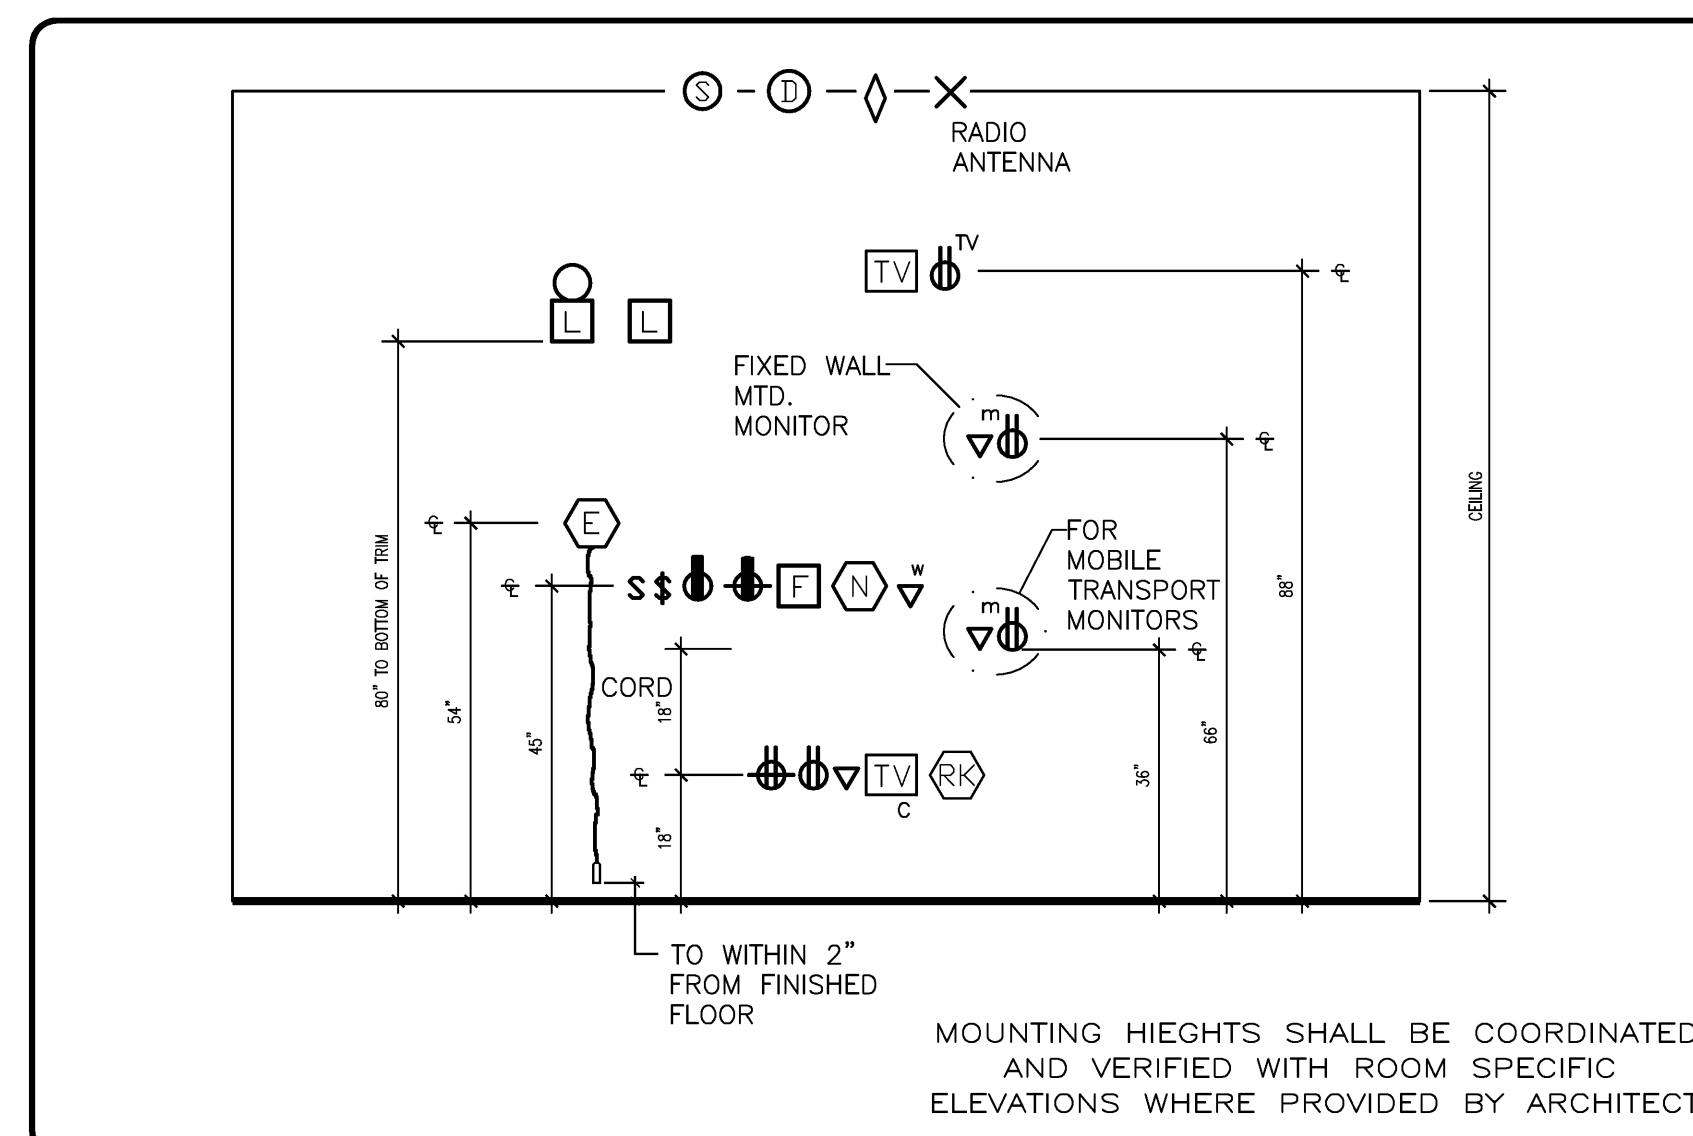 S D
RADIO
ANTENNA
TV TV
℄
L L
FIXED WALL
MTD.
MONITOR
m
℄
CEILING
E
℄
80" TO BOTTOM OF TRIM
FOR
MOBILE
TRANSPORT
MONITORS
88"
℄
S $ F N w
m
℄
CORD
18"
54"
45"
66"
36"
℄
TV RK
C
18"
TO WITHIN 2"
FROM FINISHED
FLOOR
MOUNTING HIEGHTS SHALL BE COORDINATED
AND VERIFIED WITH ROOM SPECIFIC
ELEVATIONS WHERE PROVIDED BY ARCHITECT